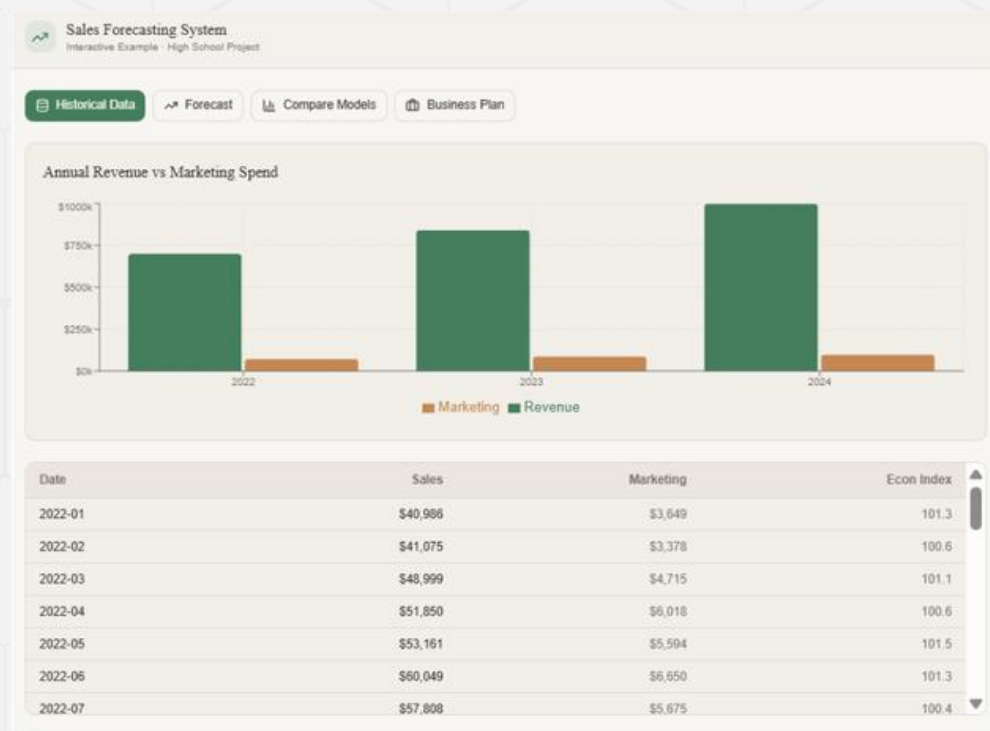 Sales Forecasting System
Interactive Example · High School Project
Historical Data Forecast Compare Models Business Plan
Annual Revenue vs Marketing Spend
$1000k
$750k
$500k
$250k
$0k
2022 2023 2024
Marketing Revenue
Date Sales Marketing Econ Index
2022-01 $40,986 $3,649 101.3
2022-02 $41,075 $3,378 100.6
2022-03 $48,999 $4,715 101.1
2022-04 $51,850 $6,018 100.6
2022-05 $53,161 $5,594 101.5
2022-06 $60,049 $6,650 101.3
2022-07 $57,808 $5,675 100.4